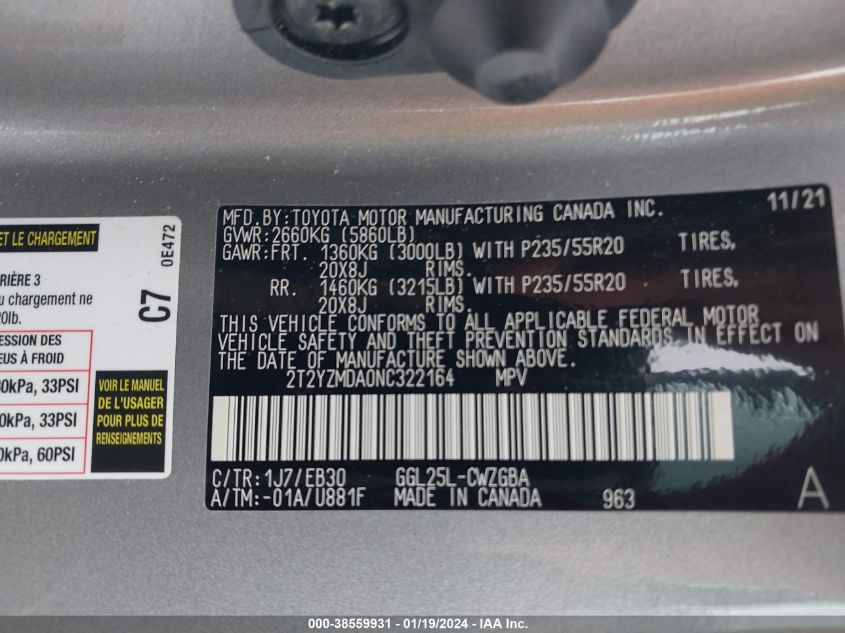 ET LE CHARGEMENT
0E472
RIÈRE 3
u chargement ne
0lb.
C7
ESSION DES
EUS À FROID
0kPa, 33PSI
0kPa, 33PSI
0kPa, 60PSI
VOIR LE MANUEL
DE L'USAGER
POUR PLUS DE
RENSEIGNEMENTS
MFD.BY:TOYOTA MOTOR MANUFACTURING CANADA INC. 11/21
GVWR:2660KG (5860LB)
GAWR:FRT. 1360KG (3000LB) WITH P235/55R20 TIRES,
20X8J RIMS.
RR. 1460KG (3215LB) WITH P235/55R20 TIRES,
20X8J RIMS.
THIS VEHICLE CONFORMS TO ALL APPLICABLE FEDERAL MOTOR
VEHICLE SAFETY AND THEFT PREVENTION STANDARDS IN EFFECT ON
THE DATE OF MANUFACTURE SHOWN ABOVE.
2T2YZMDA0NC322164 MPV
C/TR:1J7/EB30 GGL25L-CWZGBA
A/TM:-01A/U881F MADE IN CANADA 963
A
000-38559931 - 01/19/2024 - IAA Inc.